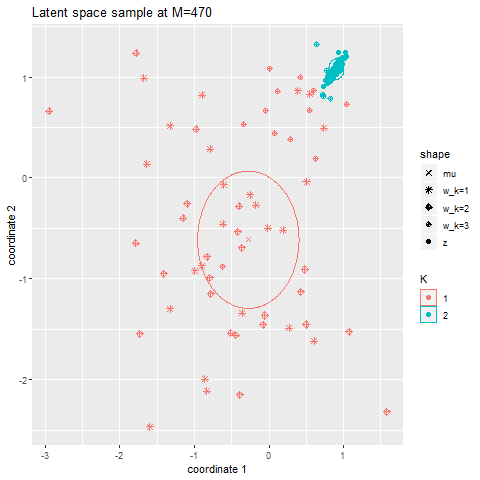 Latent space sample at M=470
coordinate 2
1
0
-1
-2
-3
-2
-1
0
1
coordinate 1
shape
mu
w_k=1
w_k=2
w_k=3
z
K
1
2